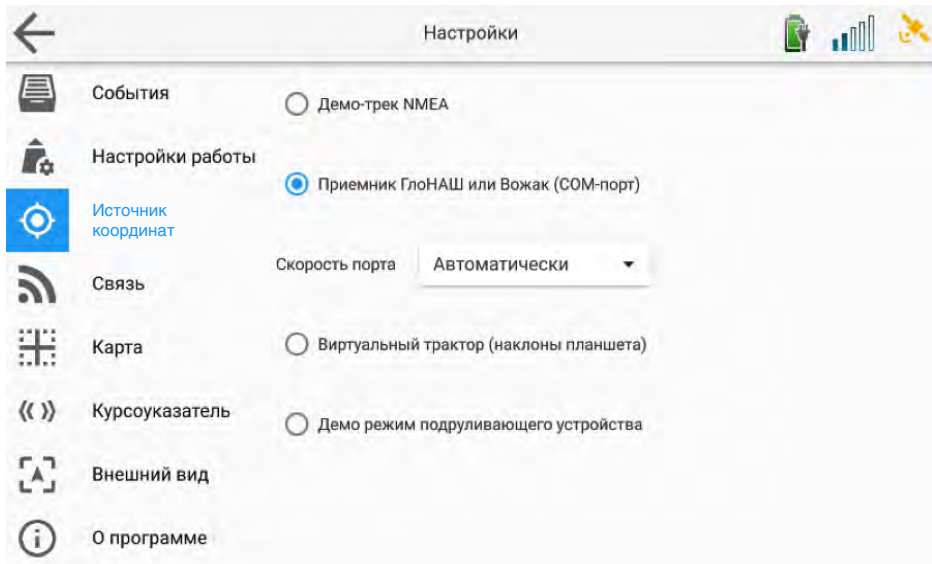 Настройки
События
Настройки работы
Источник
координат
Связь
Карта
Курсоуказатель
Внешний вид
О программе
Демо-трек NMEA
Приемник ГлоНАШ или Вожак (COM-порт)
Скорость порта Автоматически
Виртуальный трактор (наклоны планшета)
Демо режим подруливающего устройства